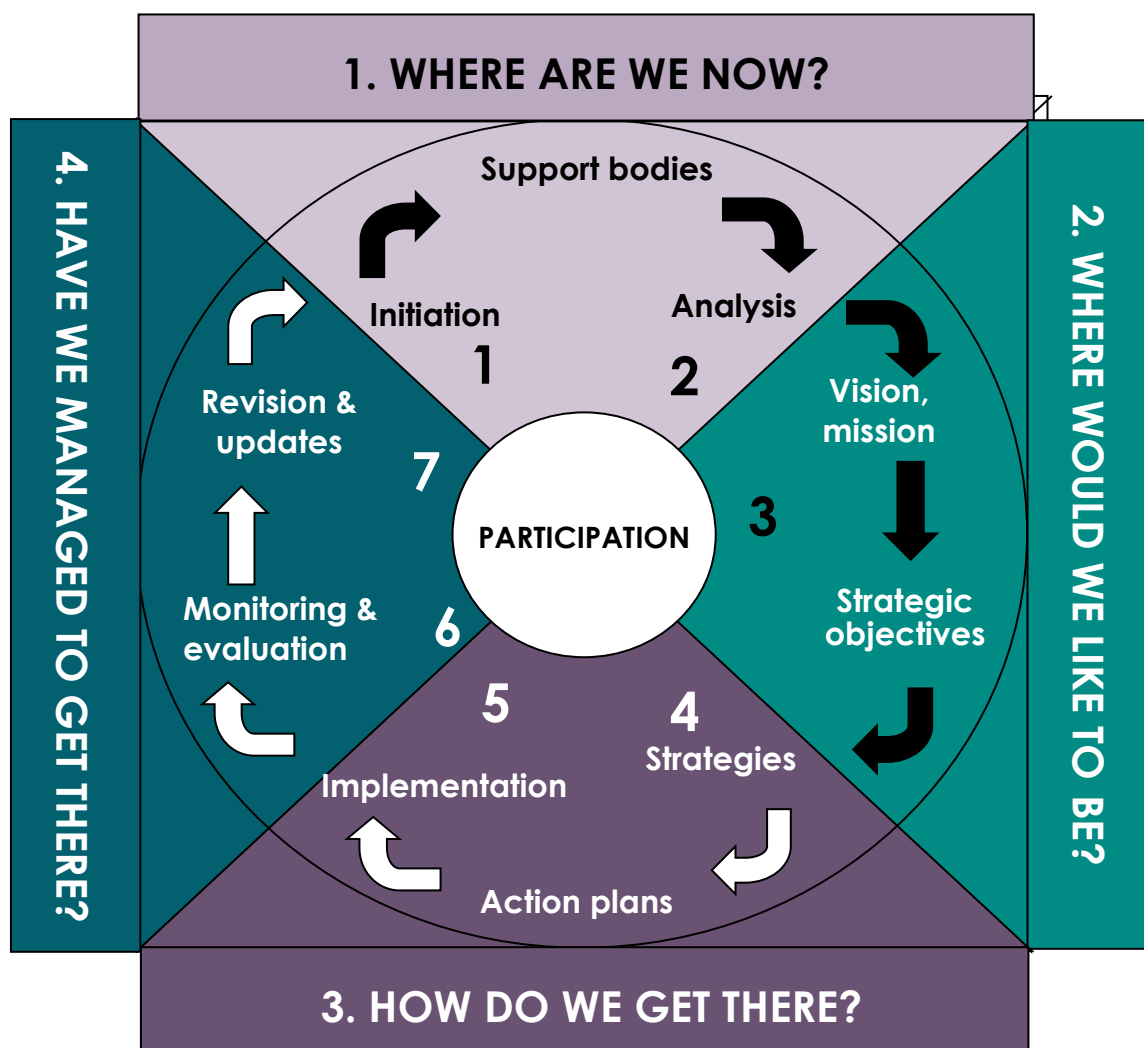 1. WHERE ARE WE NOW?
Support bodies
Initiation
1
Analysis
2
2. WHERE WOULD WE LIKE TO BE?
Vision,
mission
3
Strategic
objectives
PARTICIPATION
4
Strategies
Action plans
5
Implementation
3. HOW DO WE GET THERE?
6
Monitoring &
evaluation
7
Revision &
updates
4. HAVE WE MANAGED TO GET THERE?